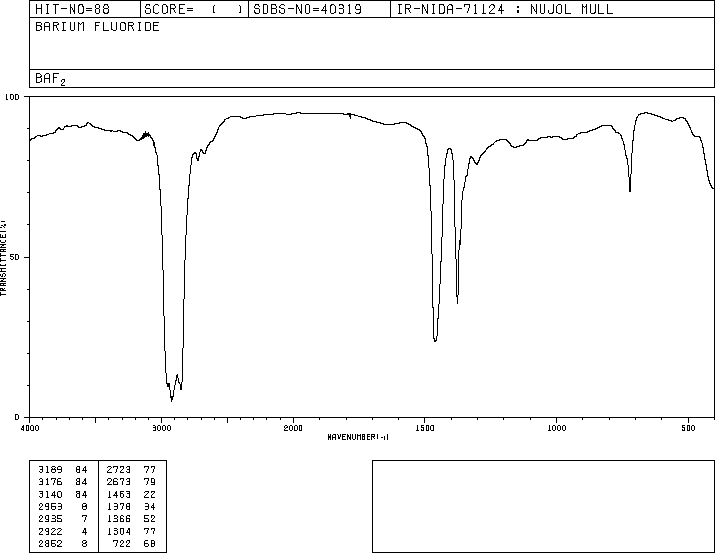 HIT-NO=88 SCORE= ( ) SDBS-NO=40319 IR-NIDA-71124 : NUJOL MULL
BARIUM FLUORIDE
BAF2
100
50
0
TRANSMITTANCE(%)
4000 3000 2000 1500 1000 500
WAVENUMBER(-1)
3189 84 2723 77
3176 84 2673 79
3140 84 1463 22
2953 8 1378 34
2935 7 1366 52
2922 4 1304 77
2852 8 722 68